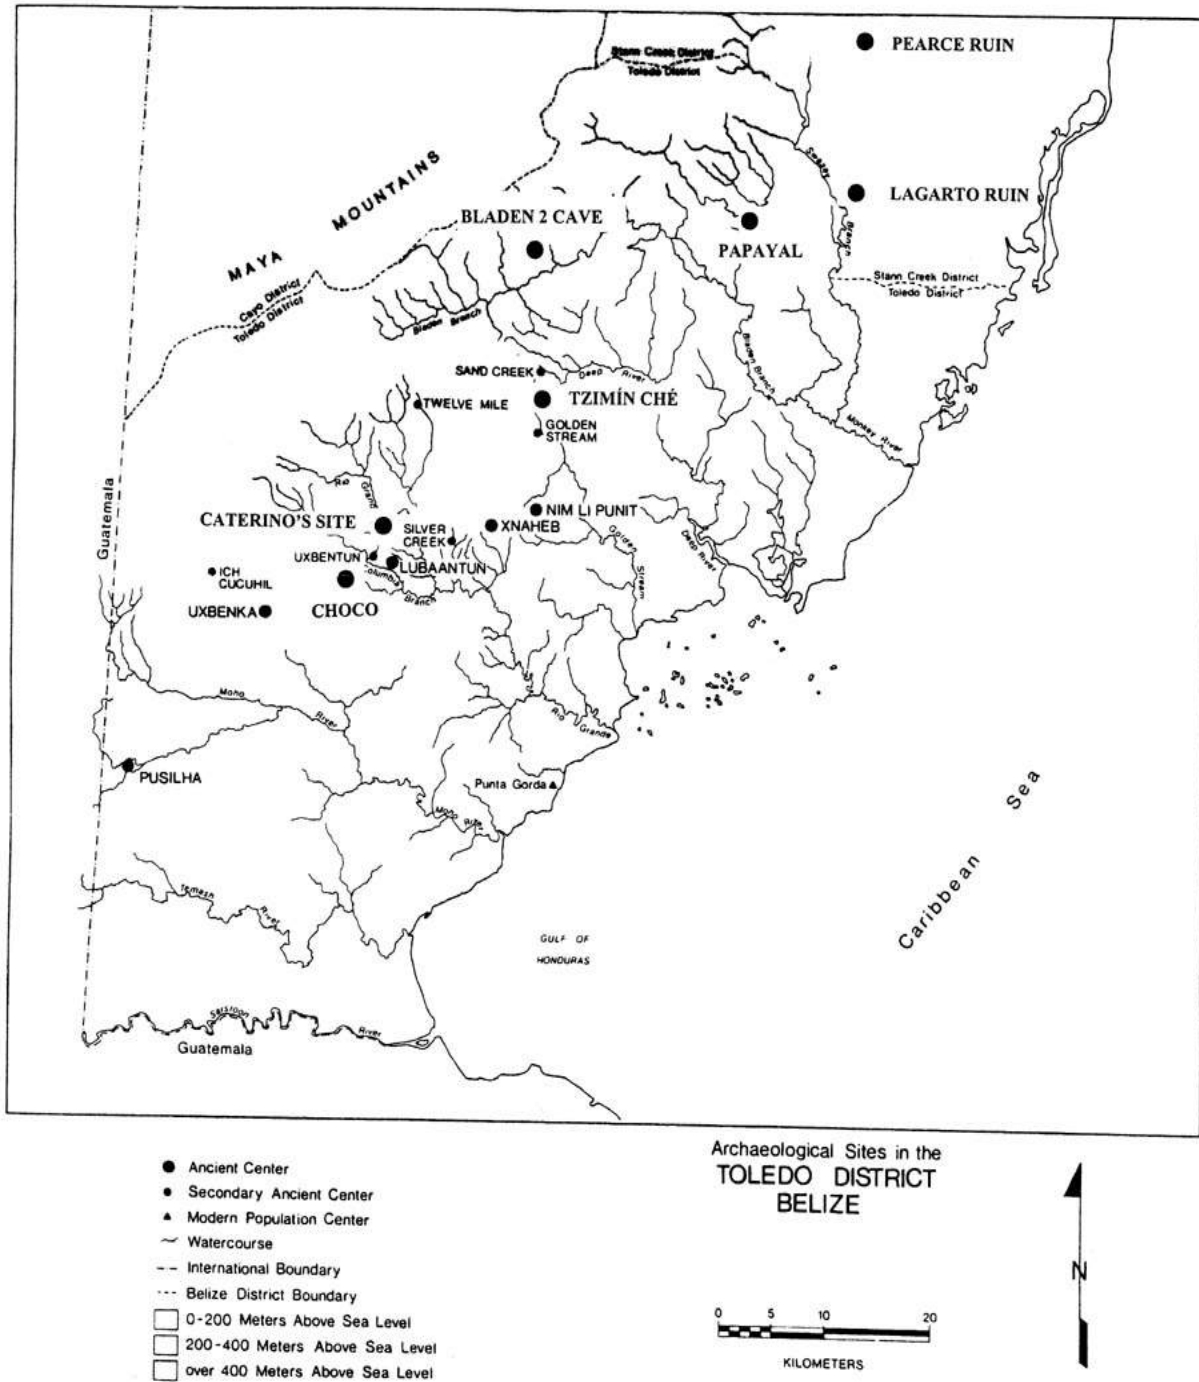 PEARCE RUIN
Stann Creek District
Toledo District
MAYA MOUNTAINS
Swasey
Branch
LAGARTO RUIN
BLADEN 2 CAVE
PAPAYAL
Cayo District
Toledo District
Stann Creek District
Toledo District
Bladen Branch
Bladen Branch
SAND CREEK
Deep River
TWELVE MILE
TZIMÍN CHÉ
GOLDEN
STREAM
Monkey River
Guatemala
Rio
Grand
NIM LI PUNIT
CATERINO'S SITE
SILVER
CREEK
XNAHEB
Golden
Stream
Deep River
UXBENTUN
LUBAANTUN
ICH
CUCUHIL
Columbia
Branch
UXBENKA
CHOCO
Moho
River
Rio
Grande
PUSILHA
Punta Gorda
Moho River
Caribbean Sea
Temash
River
GULF OF
HONDURAS
Sarstoon
River
Guatemala
Ancient Center
Secondary Ancient Center
Modern Population Center
Watercourse
International Boundary
Belize District Boundary
0-200 Meters Above Sea Level
200-400 Meters Above Sea Level
over 400 Meters Above Sea Level
Archaeological Sites in the
TOLEDO DISTRICT
BELIZE
0 5 10 20
KILOMETERS
N